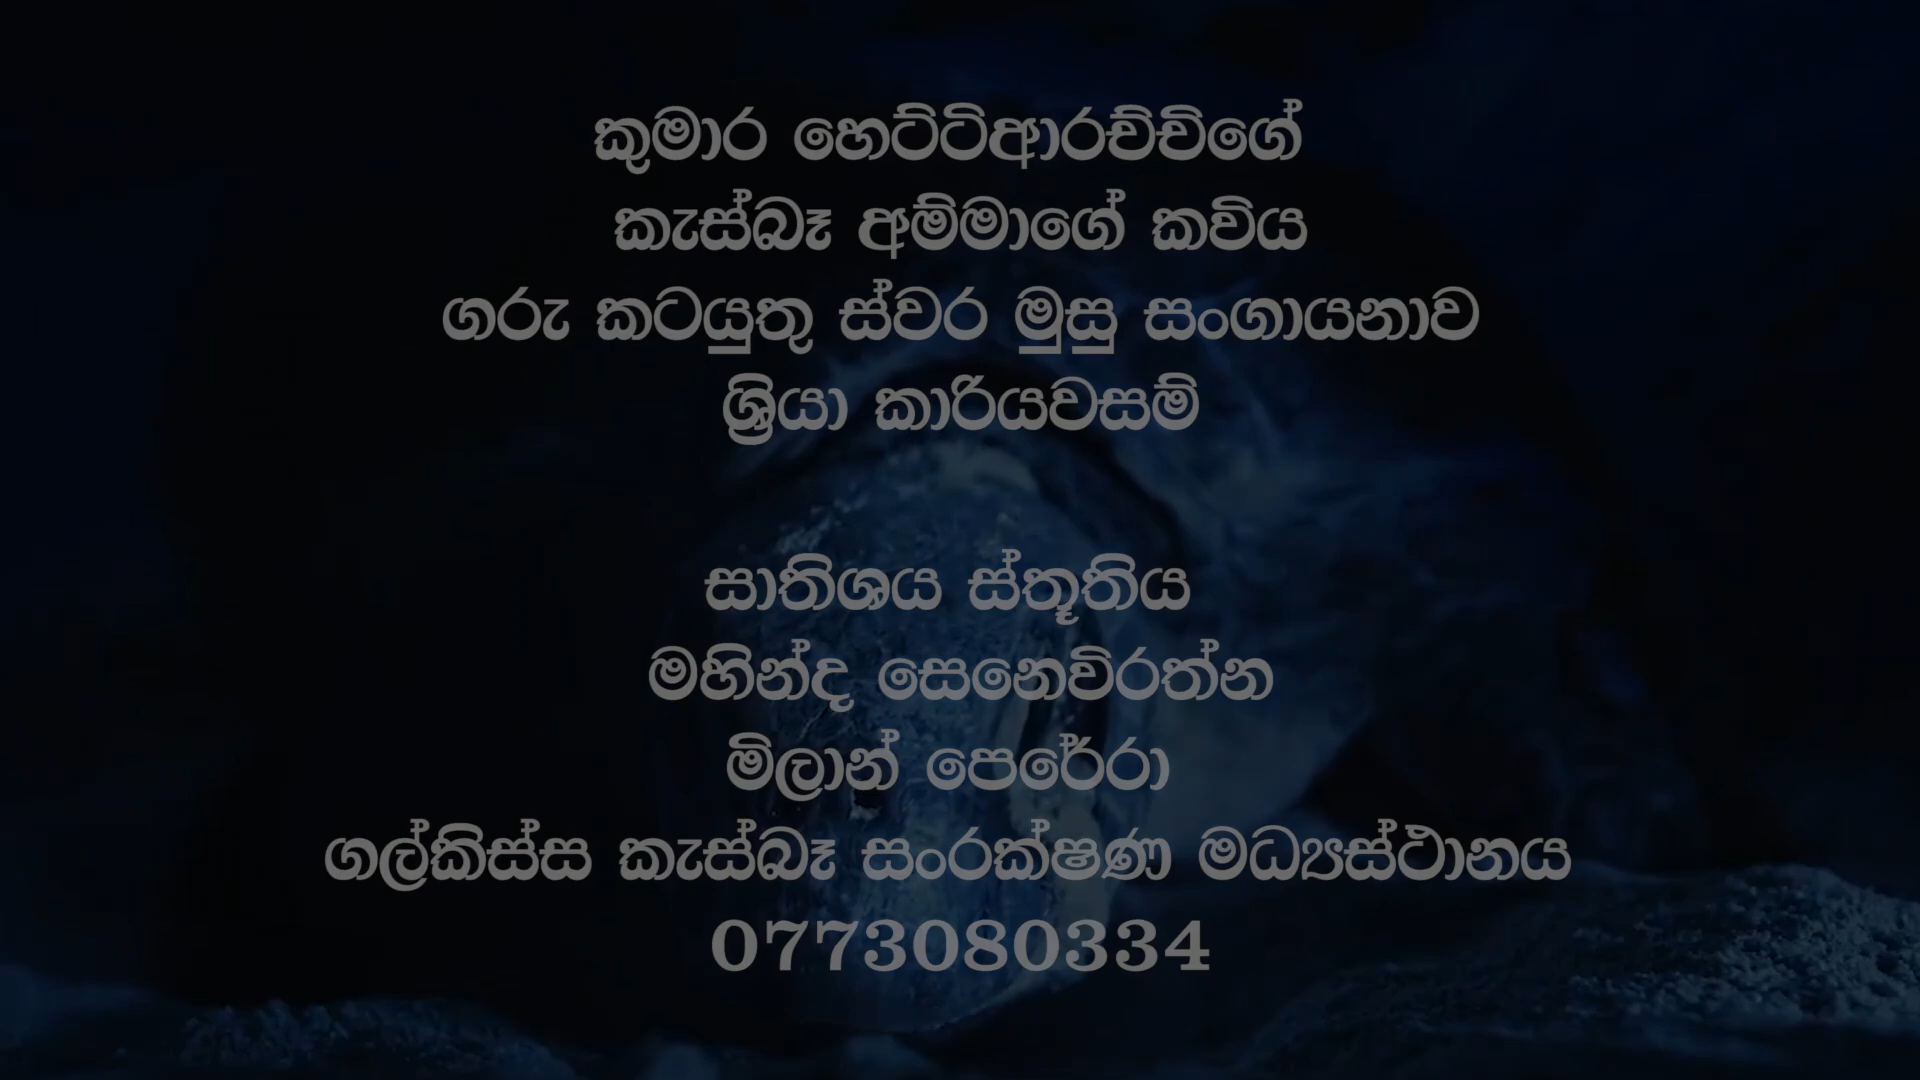 කුමාර හෙට්ටිආරච්චිගේ
කැස්බෑ අම්මාගේ කවිය
ගරු කටයුතු ස්වර මුසු සංගායනාව
ශ්‍රියා කාරියවසම්
සාතිශය ස්තූතිය
මහින්ද සෙනෙවිරත්න
මිලාන් පෙරේරා
ගල්කිස්ස කැස්බෑ සංරක්ෂණ මධ්‍යස්ථානය
0773080334